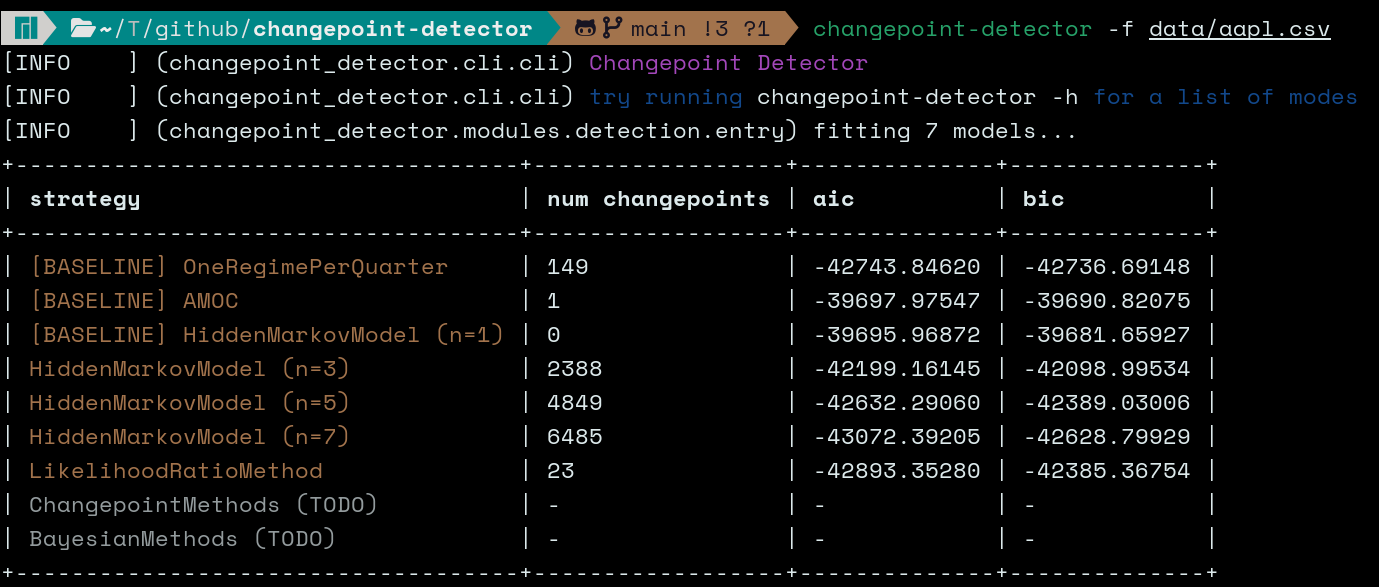 ~/T/github/changepoint-detector main !3 ?1 changepoint-detector -f data/aapl.csv
[INFO    ] (changepoint_detector.cli.cli) Changepoint Detector
[INFO    ] (changepoint_detector.cli.cli) try running changepoint-detector -h for a list of modes
[INFO    ] (changepoint_detector.modules.detection.entry) fitting 7 models...
+------------------------------------+------------------+--------------+--------------+
| strategy                           | num changepoints | aic          | bic          |
+------------------------------------+------------------+--------------+--------------+
| [BASELINE] OneRegimePerQuarter     | 149              | -42743.84620 | -42736.69148 |
| [BASELINE] AMOC                    | 1                | -39697.97547 | -39690.82075 |
| [BASELINE] HiddenMarkovModel (n=1) | 0                | -39695.96872 | -39681.65927 |
| HiddenMarkovModel (n=3)            | 2388             | -42199.16145 | -42098.99534 |
| HiddenMarkovModel (n=5)            | 4849             | -42632.29060 | -42389.03006 |
| HiddenMarkovModel (n=7)            | 6485             | -43072.39205 | -42628.79929 |
| LikelihoodRatioMethod              | 23               | -42893.35280 | -42385.36754 |
| ChangepointMethods (TODO)          | -                | -            | -            |
| BayesianMethods (TODO)             | -                | -            | -            |
+------------------------------------+------------------+--------------+--------------+